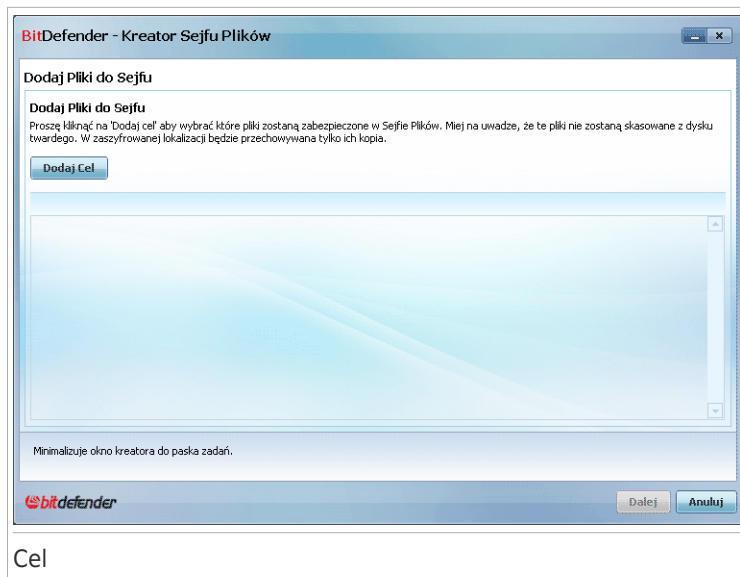 BitDefender - Kreator Sejfu Plików
Dodaj Pliki do Sejfu
Dodaj Pliki do Sejfu
Proszę kliknąć na 'Dodaj cel' aby wybrać które pliki zostaną zabezpieczone w Sejfie Plików. Miej na uwadze, że te pliki nie zostaną skasowane z dysku
twardego. W zaszyfrowanej lokalizacji będzie przechowywana tylko ich kopia.
Dodaj Cel
Minimalizuje okno kreatora do paska zadań.
bitdefender
Dalej
Anuluj
Cel